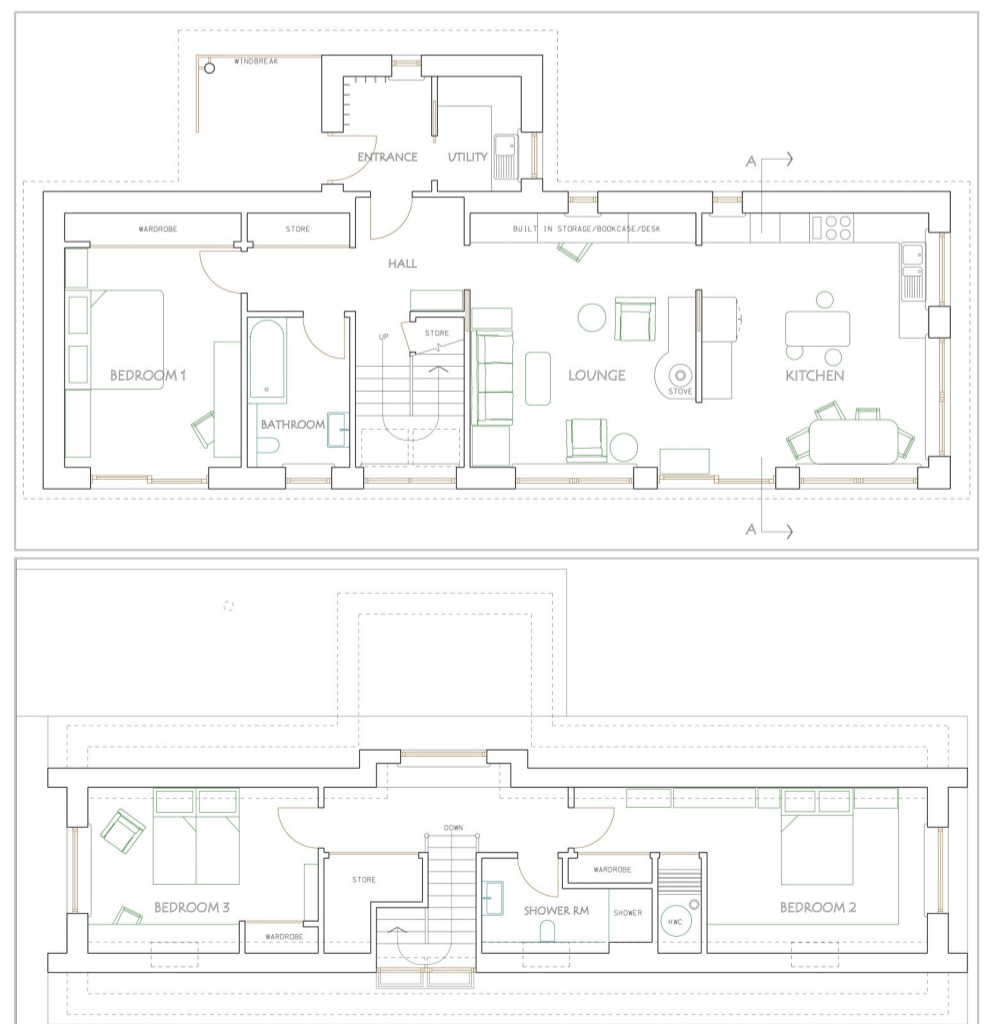 WINDBREAK
ENTRANCE
UTILITY
A
WARDROBE
STORE
BUILT IN STORAGE/BOOKCASE/DESK
HALL
UP
STORE
BEDROOM 1
LOUNGE
KITCHEN
STOVE
BATHROOM
A
DOWN
STORE
WARDROBE
BEDROOM 3
SHOWER RM
SHOWER
HWC
BEDROOM 2
WARDROBE